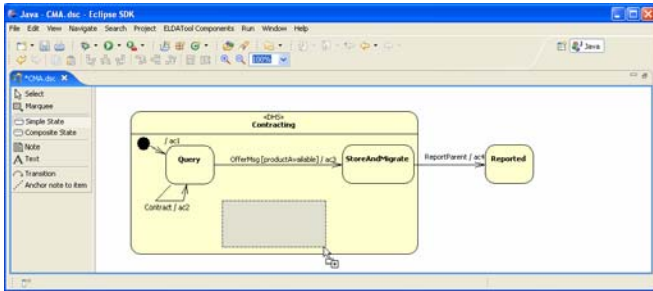 Java - CMA.dsc - Eclipse SDK
File Edit View Navigate Search Project ELDATool Components Run Window Help
Java
100%
*CMA.dsc
Select
Marquee
Simple State
Composite State
Note
Text
Transition
Anchor note to item
«DHS»
Contracting
/ ac1
Query
OfferMsg [productAvailable] / ac3
StoreAndMigrate
ReportParent / ac4
Reported
Contract / ac2